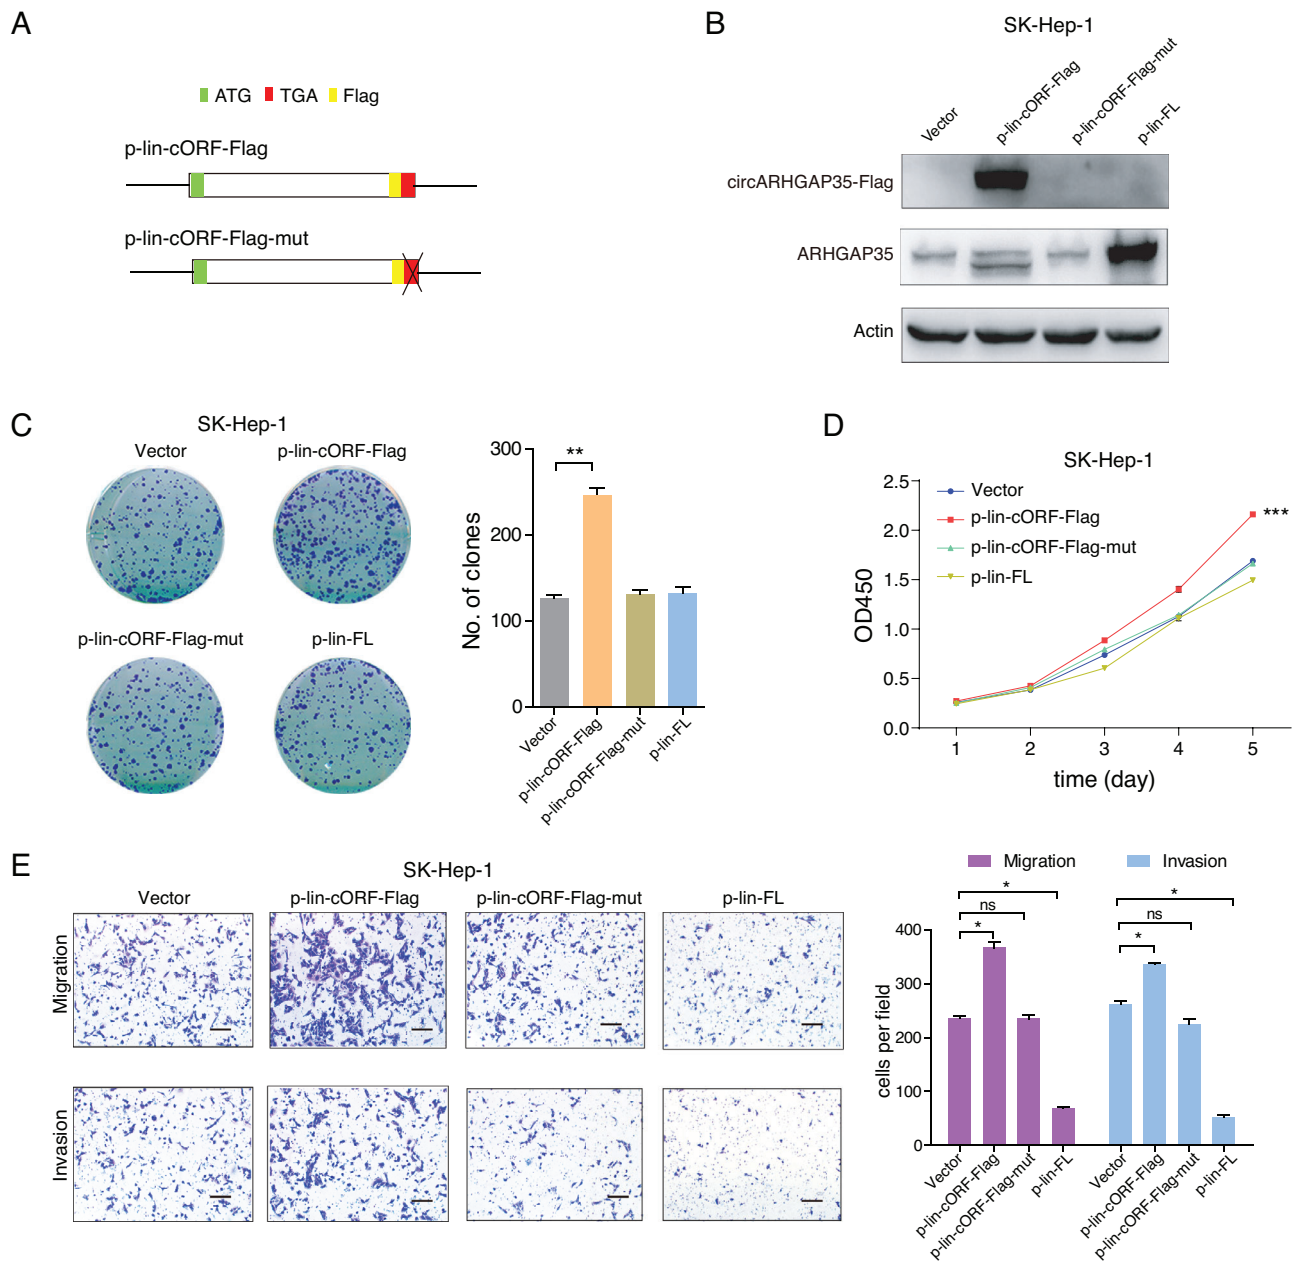 A
ATG TGA Flag
p-lin-cORF-Flag
p-lin-cORF-Flag-mut
B
SK-Hep-1
Vector
p-lin-cORF-Flag
p-lin-cORF-Flag-mut
p-lin-FL
circARHGAP35-Flag
ARHGAP35
Actin
C
SK-Hep-1
Vector
p-lin-cORF-Flag
p-lin-cORF-Flag-mut
p-lin-FL
No. of clones
300
200
100
0
**
Vector
p-lin-cORF-Flag
p-lin-cORF-Flag-mut
p-lin-FL
D
SK-Hep-1
OD450
2.5
2.0
1.5
1.0
0.5
0.0
Vector
p-lin-cORF-Flag
p-lin-cORF-Flag-mut
p-lin-FL
***
1 2 3 4 5
time (day)
E
SK-Hep-1
Vector
p-lin-cORF-Flag
p-lin-cORF-Flag-mut
p-lin-FL
Migration
Invasion
Migration
Invasion
cells per field
400
300
200
100
0
*
ns
*
*
ns
*
Vector
p-lin-cORF-Flag
p-lin-cORF-Flag-mut
p-lin-FL
Vector
p-lin-cORF-Flag
p-lin-cORF-Flag-mut
p-lin-FL